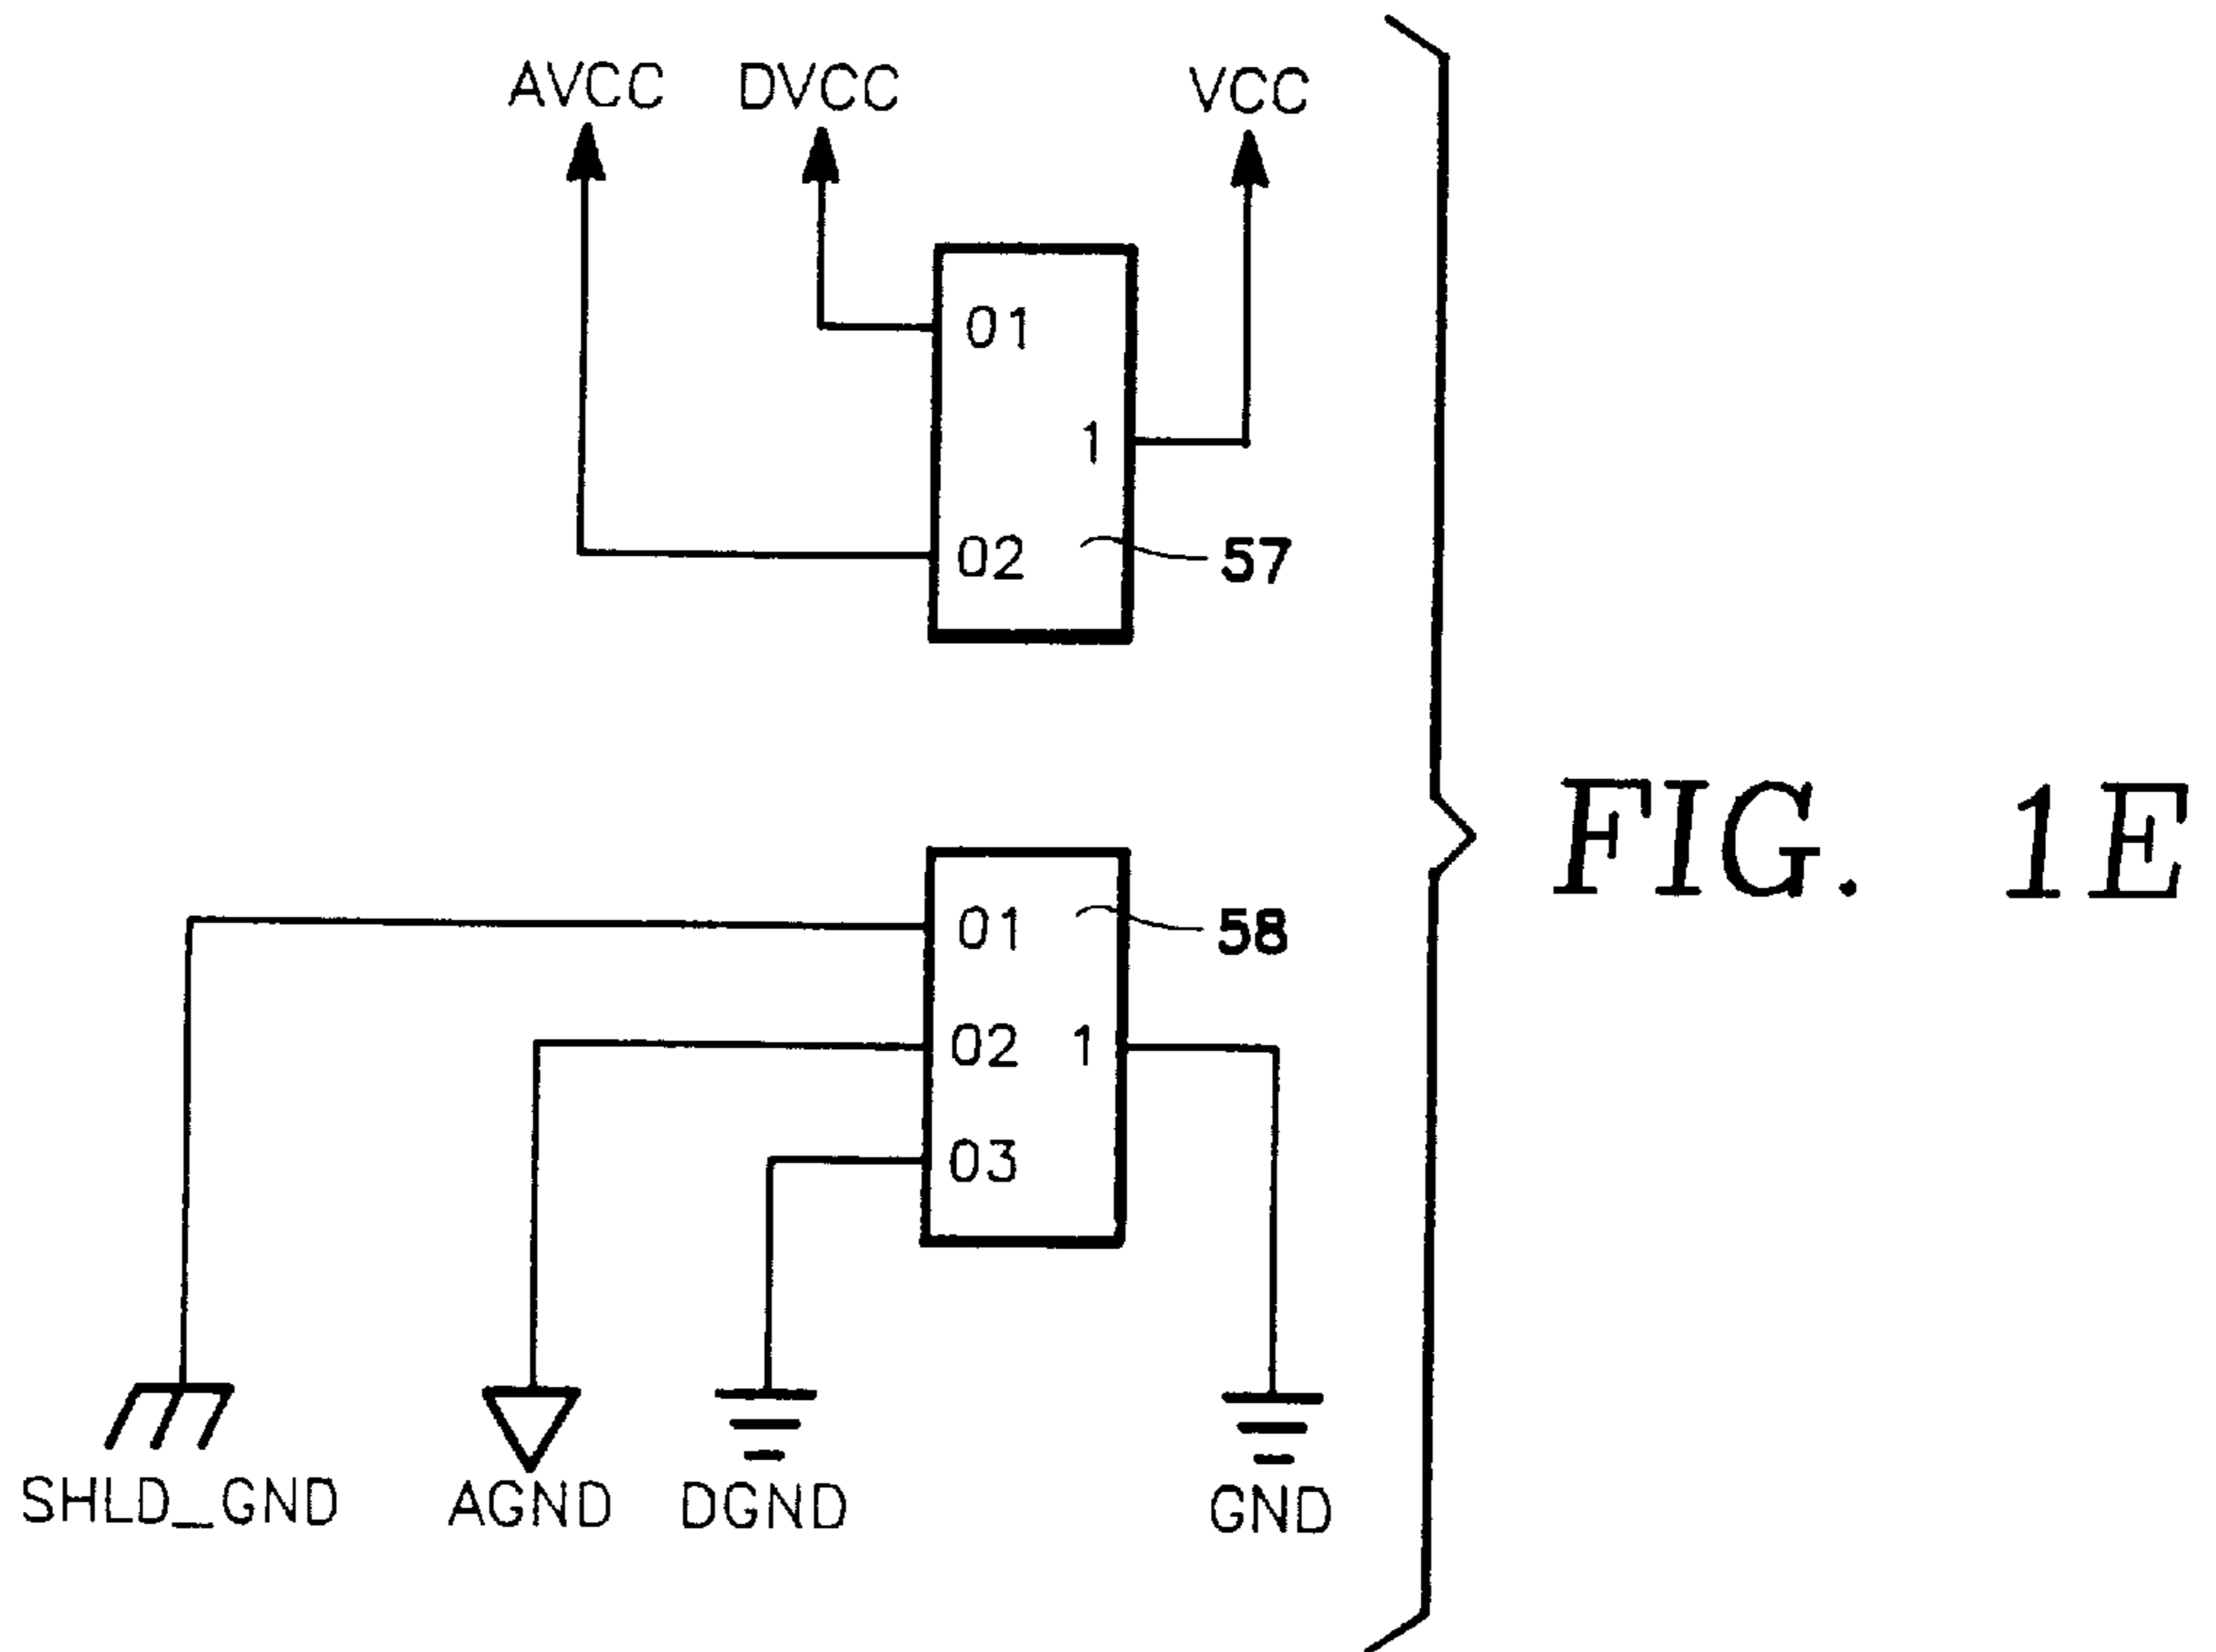 AVCC DVCC VCC
01
1
02
57
01
58
02 1
03
FIG. 1E
SHLD_GND AGND DGND GND